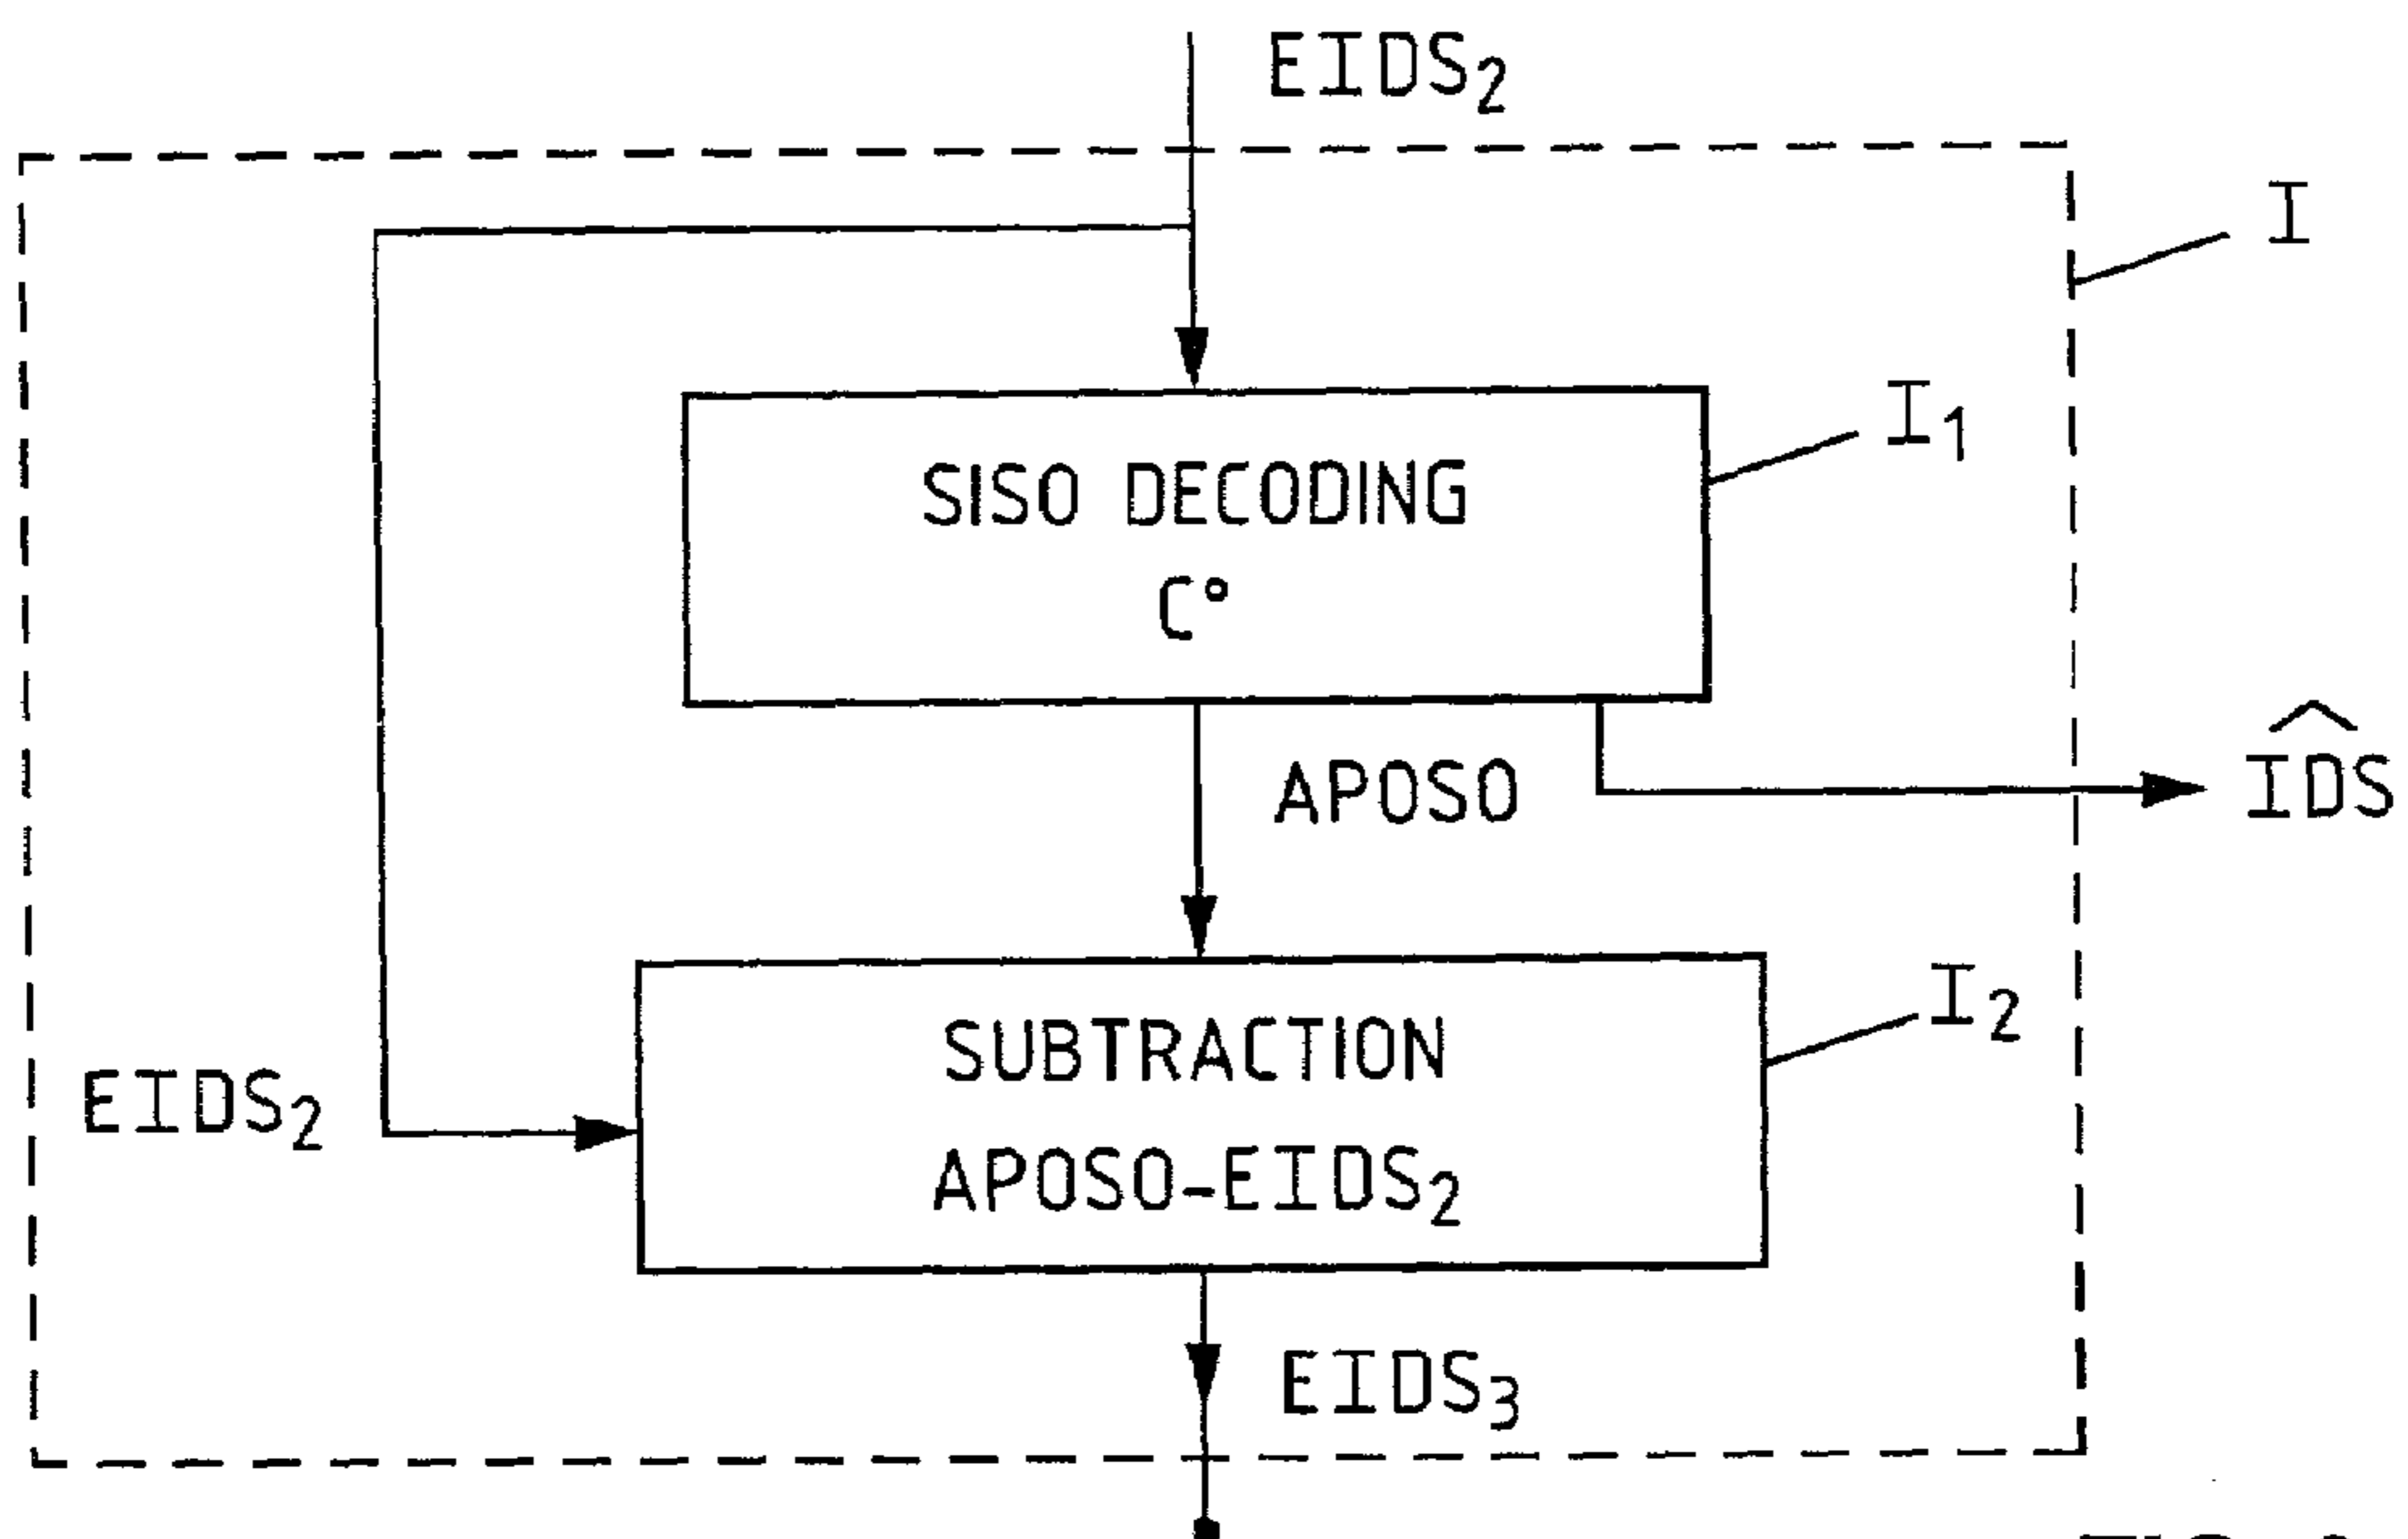 EIDS₂
I
I₁
SISO DECODING
C°
APOSO
IDS
I₂
SUBTRACTION
EIDS₂
APOSO-EIDS₂
EIDS₃